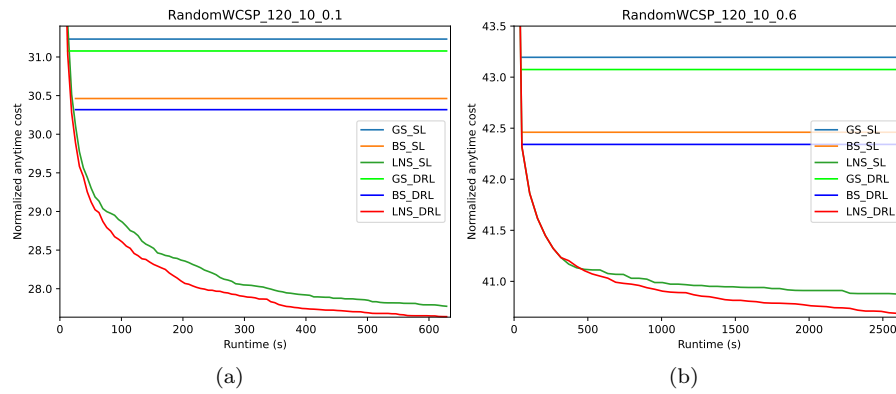 RandomWCSP_120_10_0.1
Normalized anytime cost
31.0
30.5
30.0
29.5
29.0
28.5
28.0
GS_SL
BS_SL
LNS_SL
GS_DRL
BS_DRL
LNS_DRL
0 100 200 300 400 500 600
Runtime (s)
(a)
RandomWCSP_120_10_0.6
Normalized anytime cost
43.5
43.0
42.5
42.0
41.5
41.0
GS_SL
BS_SL
LNS_SL
GS_DRL
BS_DRL
LNS_DRL
0 500 1000 1500 2000 2500
Runtime (s)
(b)